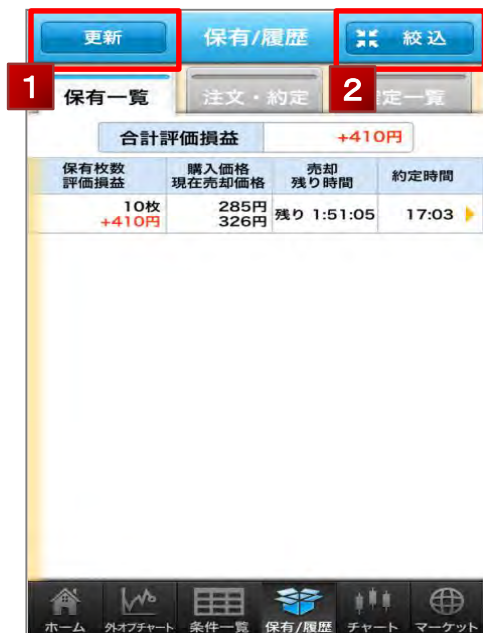 更新 保有/履歴 絞込
1 保有一覧 注文・約定 2 定一覧
合計評価損益 +410円
保有枚数 購入価格 売却 約定時間
評価損益 現在売却価格 残り時間
10枚 285円 残り 1:51:05 17:03
+410円 326円
ホーム 外オプチャート 条件一覧 保有/履歴 チャート マーケット